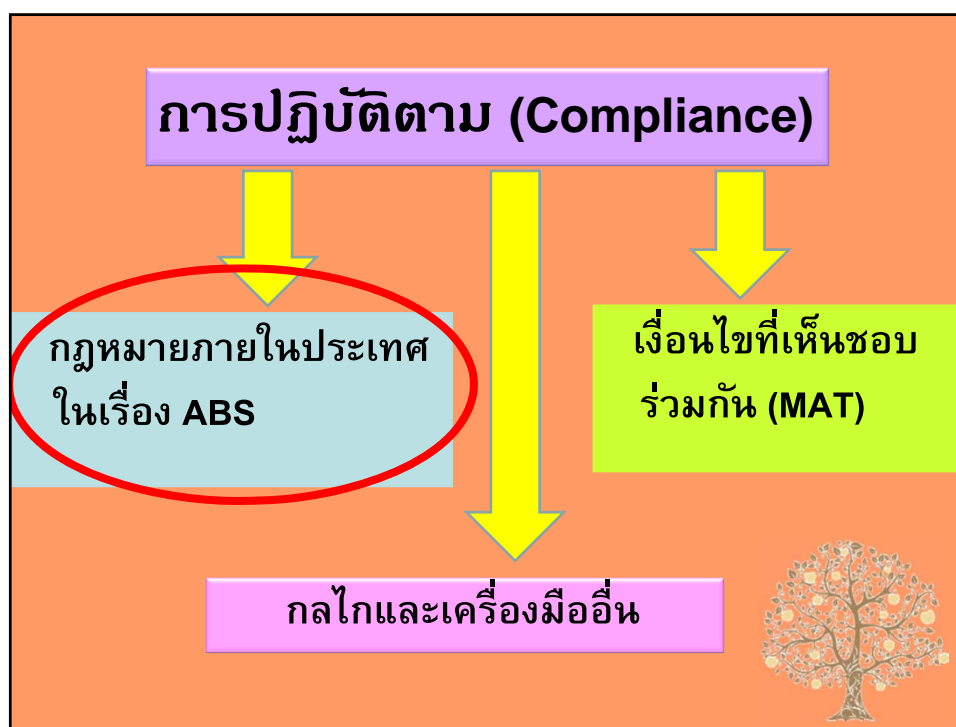 การปฏิบัติตาม (Compliance)
กฎหมายภายในประเทศ
ในเรื่อง ABS
เงื่อนไขที่เห็นชอบ
ร่วมกัน (MAT)
กลไกและเครื่องมืออื่น